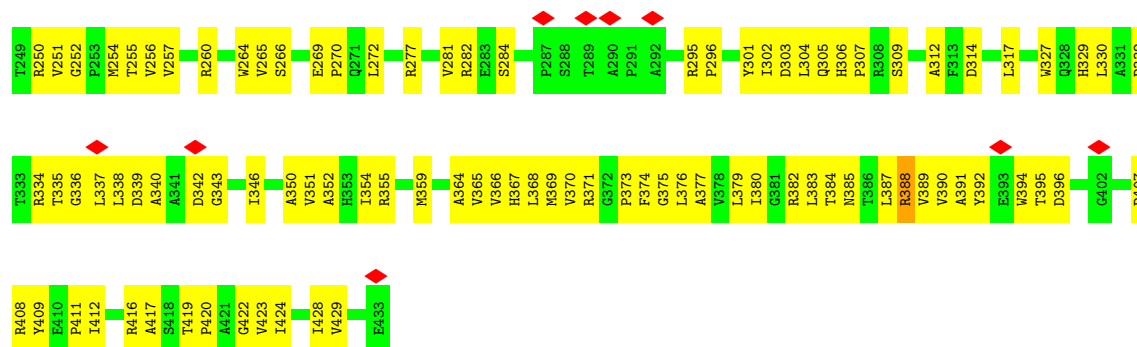 T249 R250 V251 G252 P253 M254 T255 V256 V257 R260 W264 V265 S266 E269 P270 Q271 L272 R277 V281 R282 E283 S284 P287 S288 T289 A290 P291 A292 R295 P296 Y301 I302 D303 L304 Q305 H306 P307 R308 S309 A312 F313 D314 L317 W327 Q328 H329 L330 A331
T333 R334 T335 G336 L337 L338 D339 A340 A341 D342 G343 I346 A350 V351 A352 H353 I354 R355 M359 A364 V365 V366 H367 L368 M369 V370 R371 G372 P373 F374 G375 L376 A377 V378 L379 I380 G381 R382 L383 T384 N385 T386 L387 R388 V389 V390 A391 Y392 E393 W394 T395 D396 G402
R408 Y409 E410 P411 I412 R416 A417 S418 T419 P420 A421 G422 V423 I424 I428 V429 E433